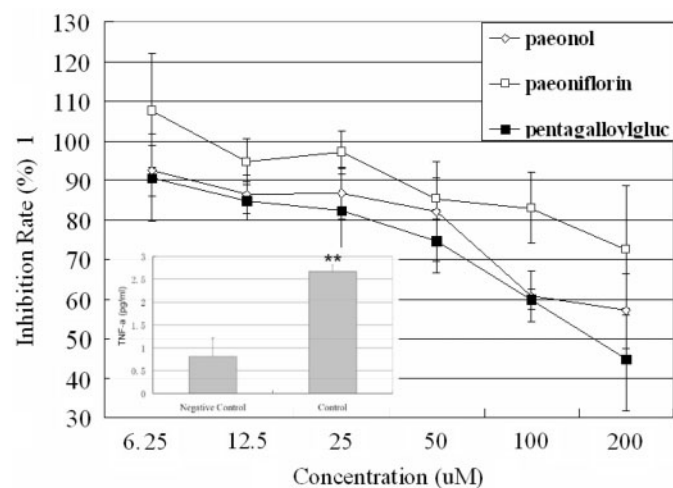 130
120
110
100
90
80
70
60
50
40
30
Inhibition Rate (%) 1
paeonol
paeoniflorin
pentagalloylgluc
3
2.5
2
1.5
1
0.5
0
TNF-a (pg/ml)
**
Negative Control Control
6.25 12.5 25 50 100 200
Concentration (uM)